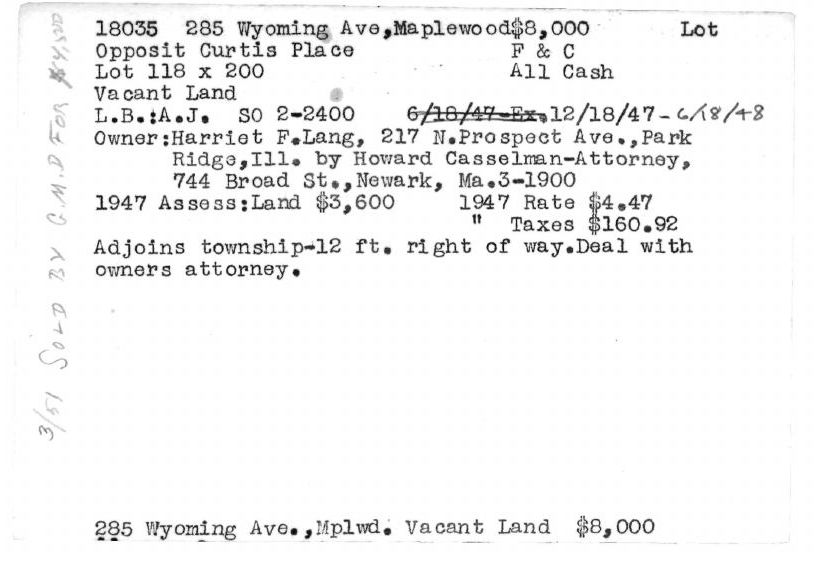 18035 285 Wyoming Ave,Maplewood$8,000 Lot
Opposit Curtis Place F & C
Lot 118 x 200 All Cash
Vacant Land
L.B.:A.J. SO 2-2400 6/18/47-Ex.12/18/47-6/18/48
Owner:Harriet F.Lang, 217 N.Prospect Ave.,Park
Ridge,Ill. by Howard Casselman-Attorney,
744 Broad St.,Newark, Ma.3-1900
1947 Assess:Land $3,600 1947 Rate $4.47
" Taxes $160.92
Adjoins township-12 ft. right of way.Deal with
owners attorney.
3/51 SOLD BY G.M.D FOR $4,500
285 Wyoming Ave.,Mplwd. Vacant Land $8,000